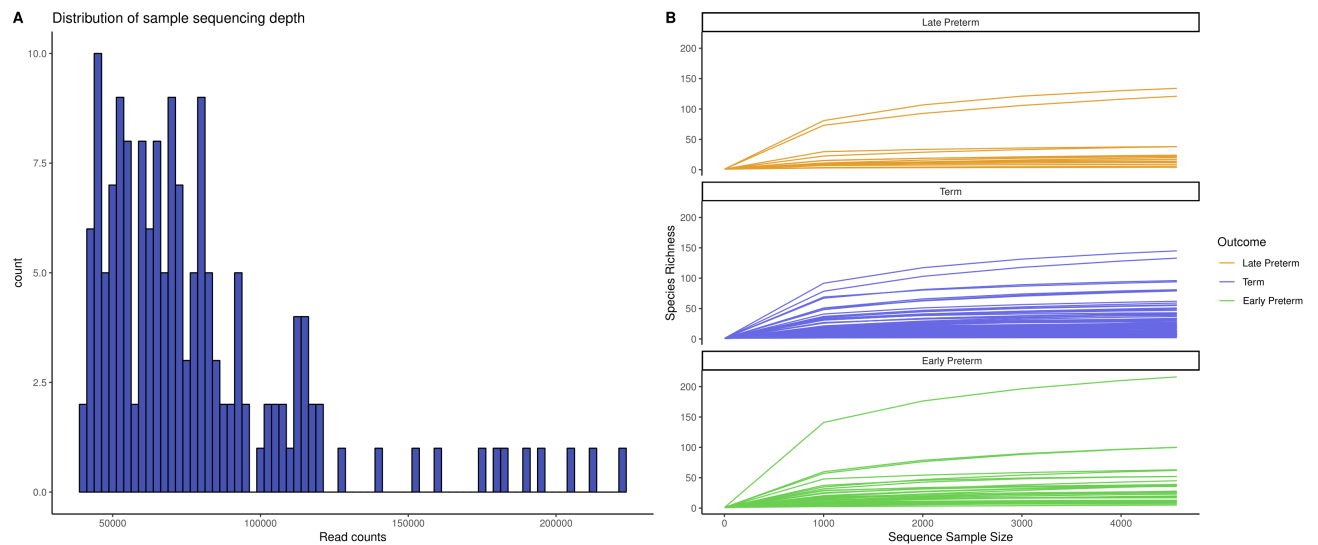 A
Distribution of sample sequencing depth
10.0
7.5
5.0
2.5
0.0
count
50000
100000
150000
200000
Read counts
B
Late Preterm
200
150
100
50
0
Term
200
150
100
50
0
Early Preterm
200
150
100
50
0
Species Richness
0
1000
2000
3000
4000
Sequence Sample Size
Outcome
Late Preterm
Term
Early Preterm